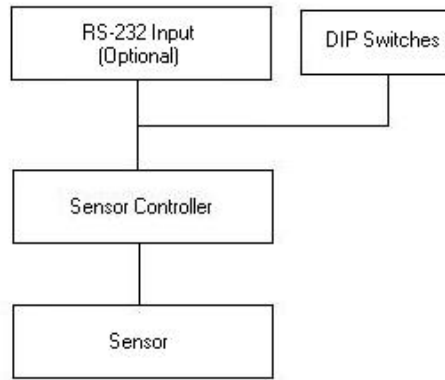 RS-232 Input
(Optional)
DIP Switches
Sensor Controller
Sensor